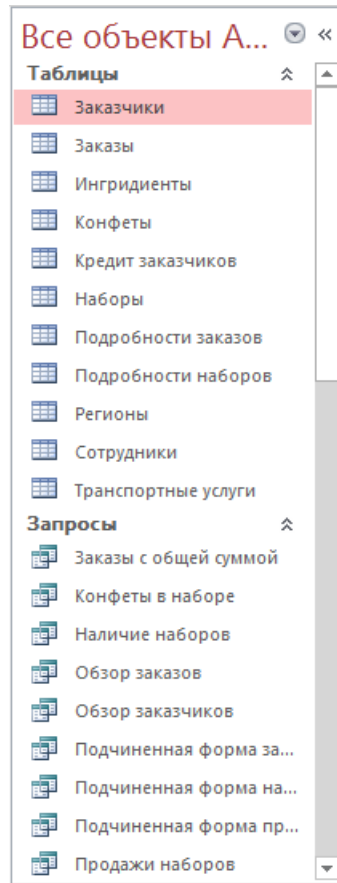 Все объекты A...
Таблицы
Заказчики
Заказы
Ингридиенты
Конфеты
Кредит заказчиков
Наборы
Подробности заказов
Подробности наборов
Регионы
Сотрудники
Транспортные услуги
Запросы
Заказы с общей суммой
Конфеты в наборе
Наличие наборов
Обзор заказов
Обзор заказчиков
Подчиненная форма за...
Подчиненная форма на...
Подчиненная форма пр...
Продажи наборов